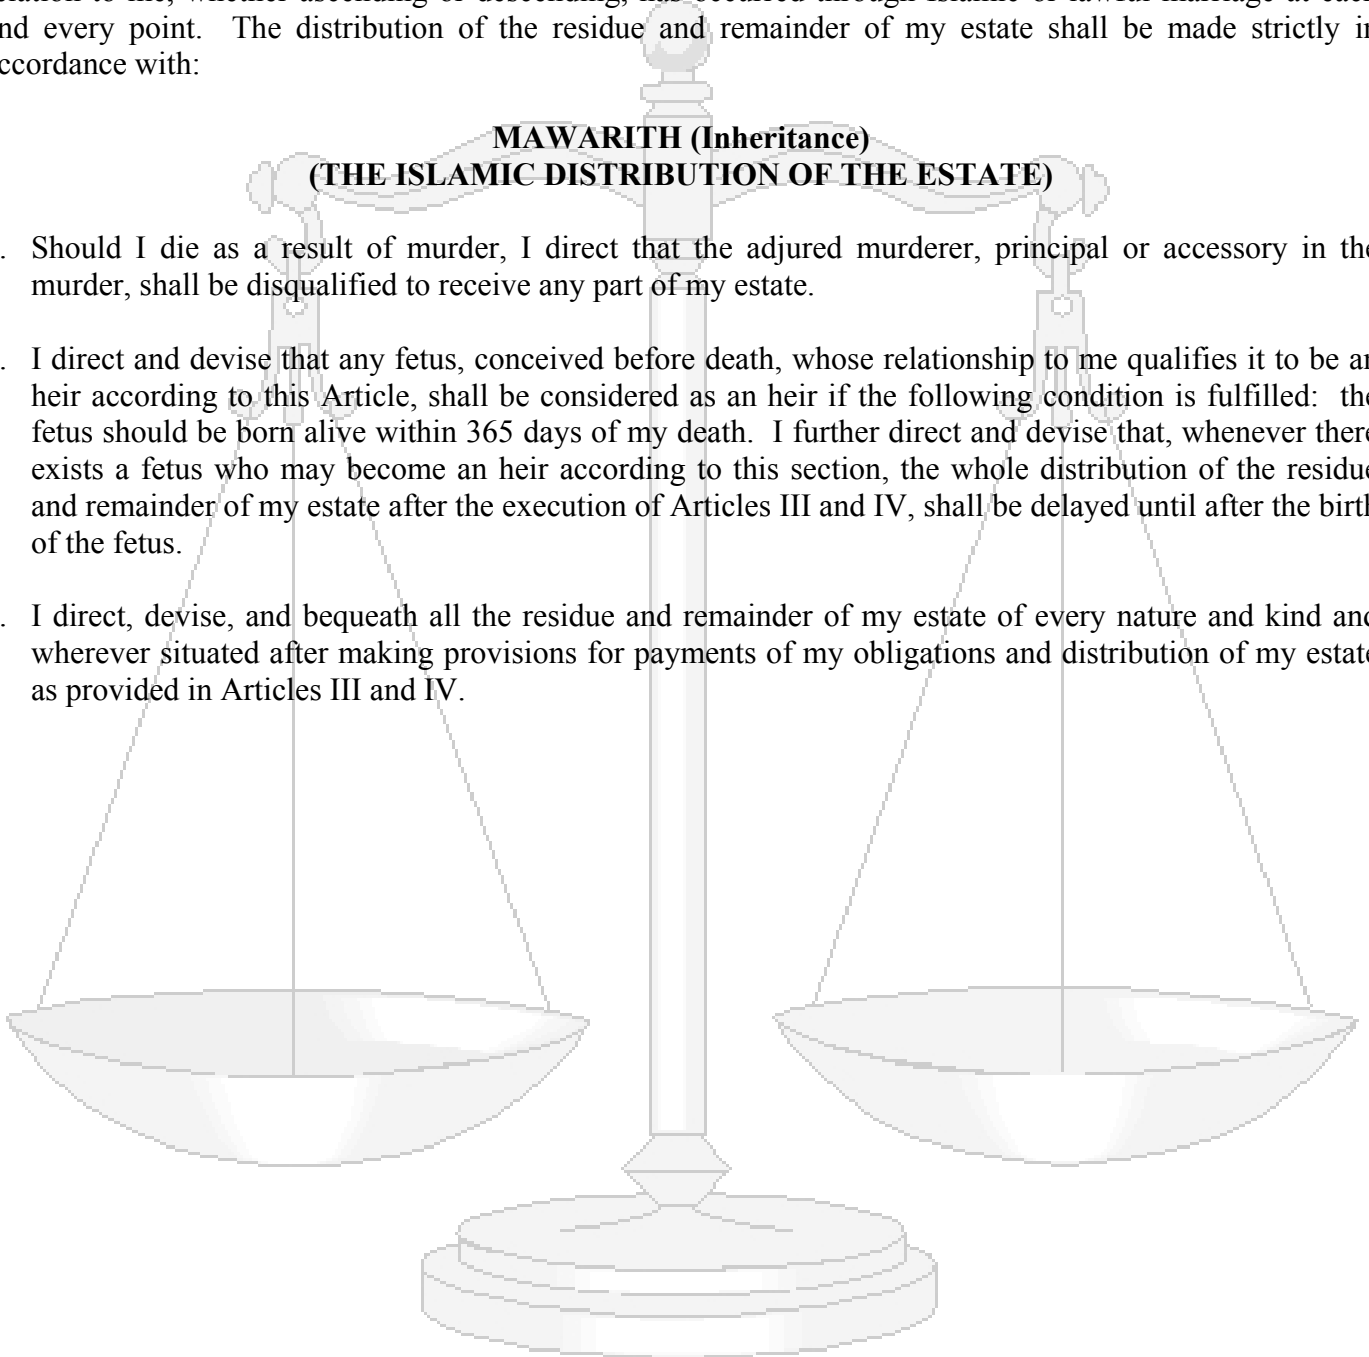 to me, whether ascending or descending, has occurred through Islamic or lawful marriage at
every point. The distribution of the residue and remainder of my estate shall be made strictly
with:
MAWARITH (Inheritance)
(THE ISLAMIC DISTRIBUTION OF THE ESTATE)
. Should I die as a result of murder, I direct that the adjured murderer, principal or accessory in the
murder, shall be disqualified to receive any part of my estate.
. I direct and devise that any fetus, conceived before death, whose relationship to me qualifies it to be
heir according to this Article, shall be considered as an heir if the following condition is fulfilled: the
fetus should be born alive within 365 days of my death. I further direct and devise that, whenever there
exists a fetus who may become an heir according to this section, the whole distribution of the residue
and remainder of my estate after the execution of Articles III and IV, shall be delayed until after the birth
of the fetus.
. I direct, devise, and bequeath all the residue and remainder of my estate of every nature and kind and
wherever situated after making provisions for payments of my obligations and distribution of my estate
as provided in Articles III and IV.